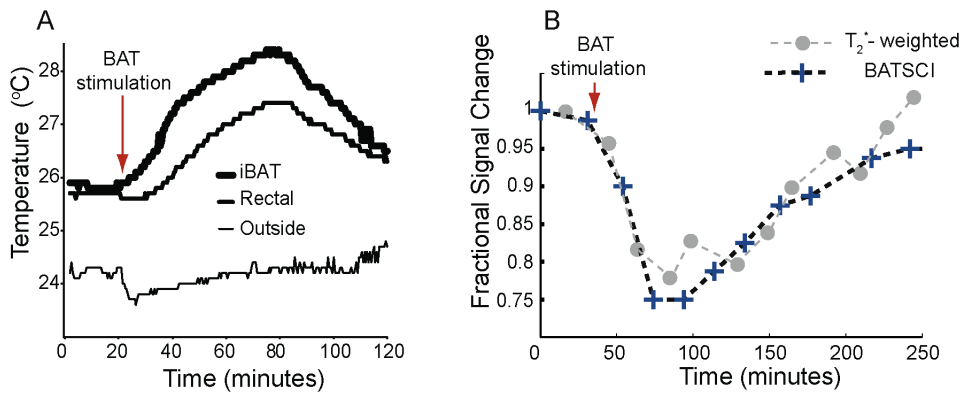 A
Temperature (°C)
28
27
26
25
24
BAT
stimulation
iBAT
Rectal
Outside
0
20
40
60
80
100
120
Time (minutes)
B
Fractional Signal Change
T2*- weighted
BATSCI
BAT
stimulation
1
0.95
0.9
0.85
0.8
0.75
0
50
100
150
200
250
Time (minutes)